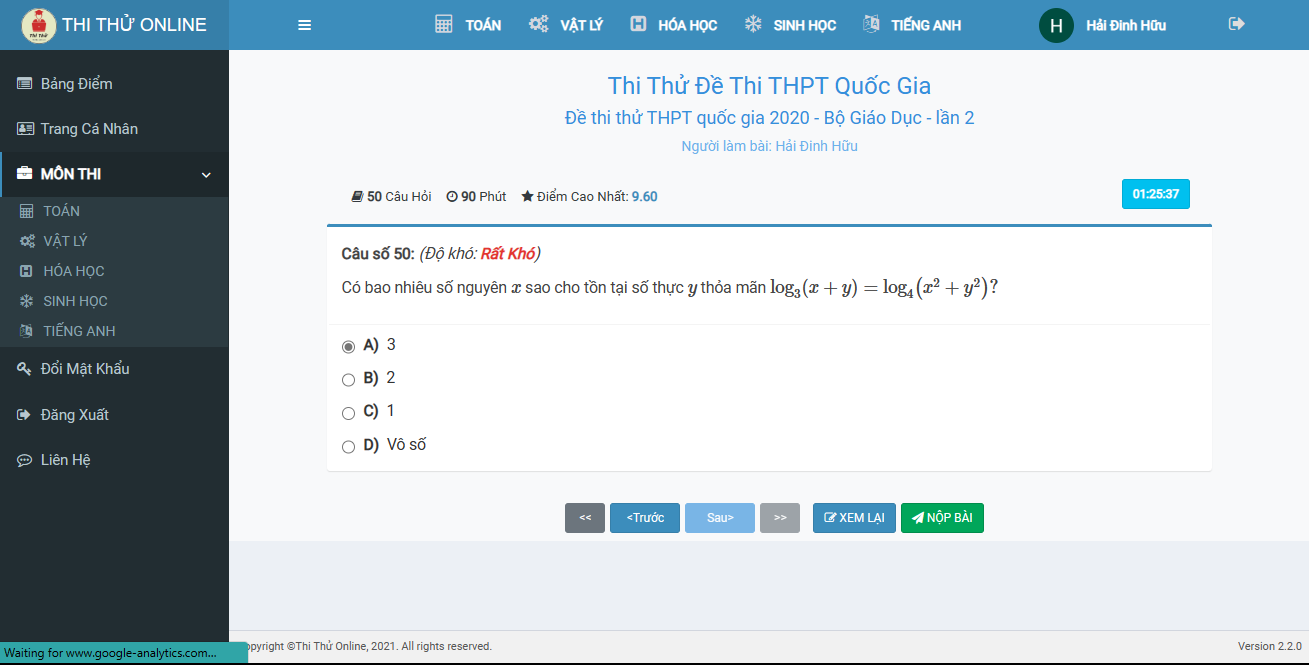 THI THỬ ONLINE
TOÁN VẬT LÝ HÓA HỌC SINH HỌC TIẾNG ANH
H Hải Đinh Hữu
Bảng Điểm
Trang Cá Nhân
MÔN THI
TOÁN
VẬT LÝ
HÓA HỌC
SINH HỌC
TIẾNG ANH
Đổi Mật Khẩu
Đăng Xuất
Liên Hệ
Thi Thử Đề Thi THPT Quốc Gia
Đề thi thử THPT quốc gia 2020 - Bộ Giáo Dục - lần 2
Người làm bài: Hải Đinh Hữu
50 Câu Hỏi 90 Phút Điểm Cao Nhất: 9.60
01:25:37
Câu số 50: (Độ khó: Rất Khó)
Có bao nhiêu số nguyên x sao cho tồn tại số thực y thỏa mãn log₃(x + y) = log₄(x² + y²)?
A) 3
B) 2
C) 1
D) Vô số
<< <Trước Sau> >> XEM LẠI NỘP BÀI
opyright ©Thi Thử Online, 2021. All rights reserved.
Version 2.2.0
Waiting for www.google-analytics.com...